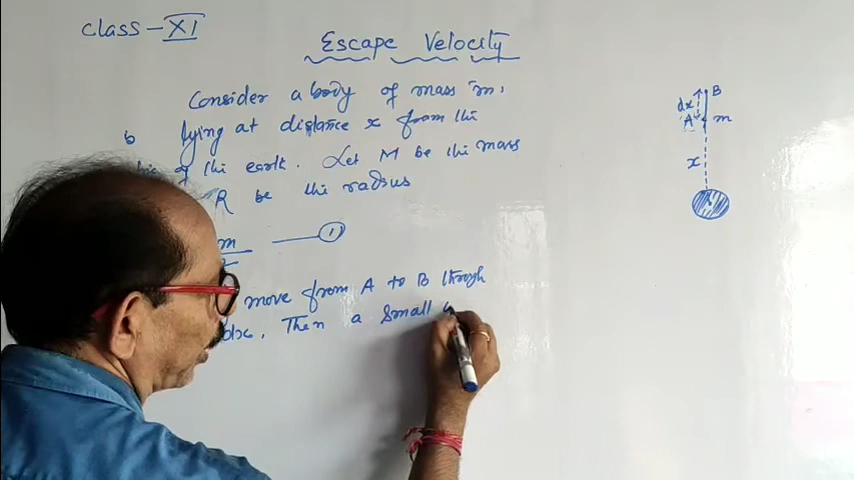 Class - XI
Escape Velocity
Consider a body of mass 'm',
lying at distance x from the
of the earth. Let M be the mass
R be the radius
m
1
move from A to B through
dx. Then a small
B
dx
A
m
x